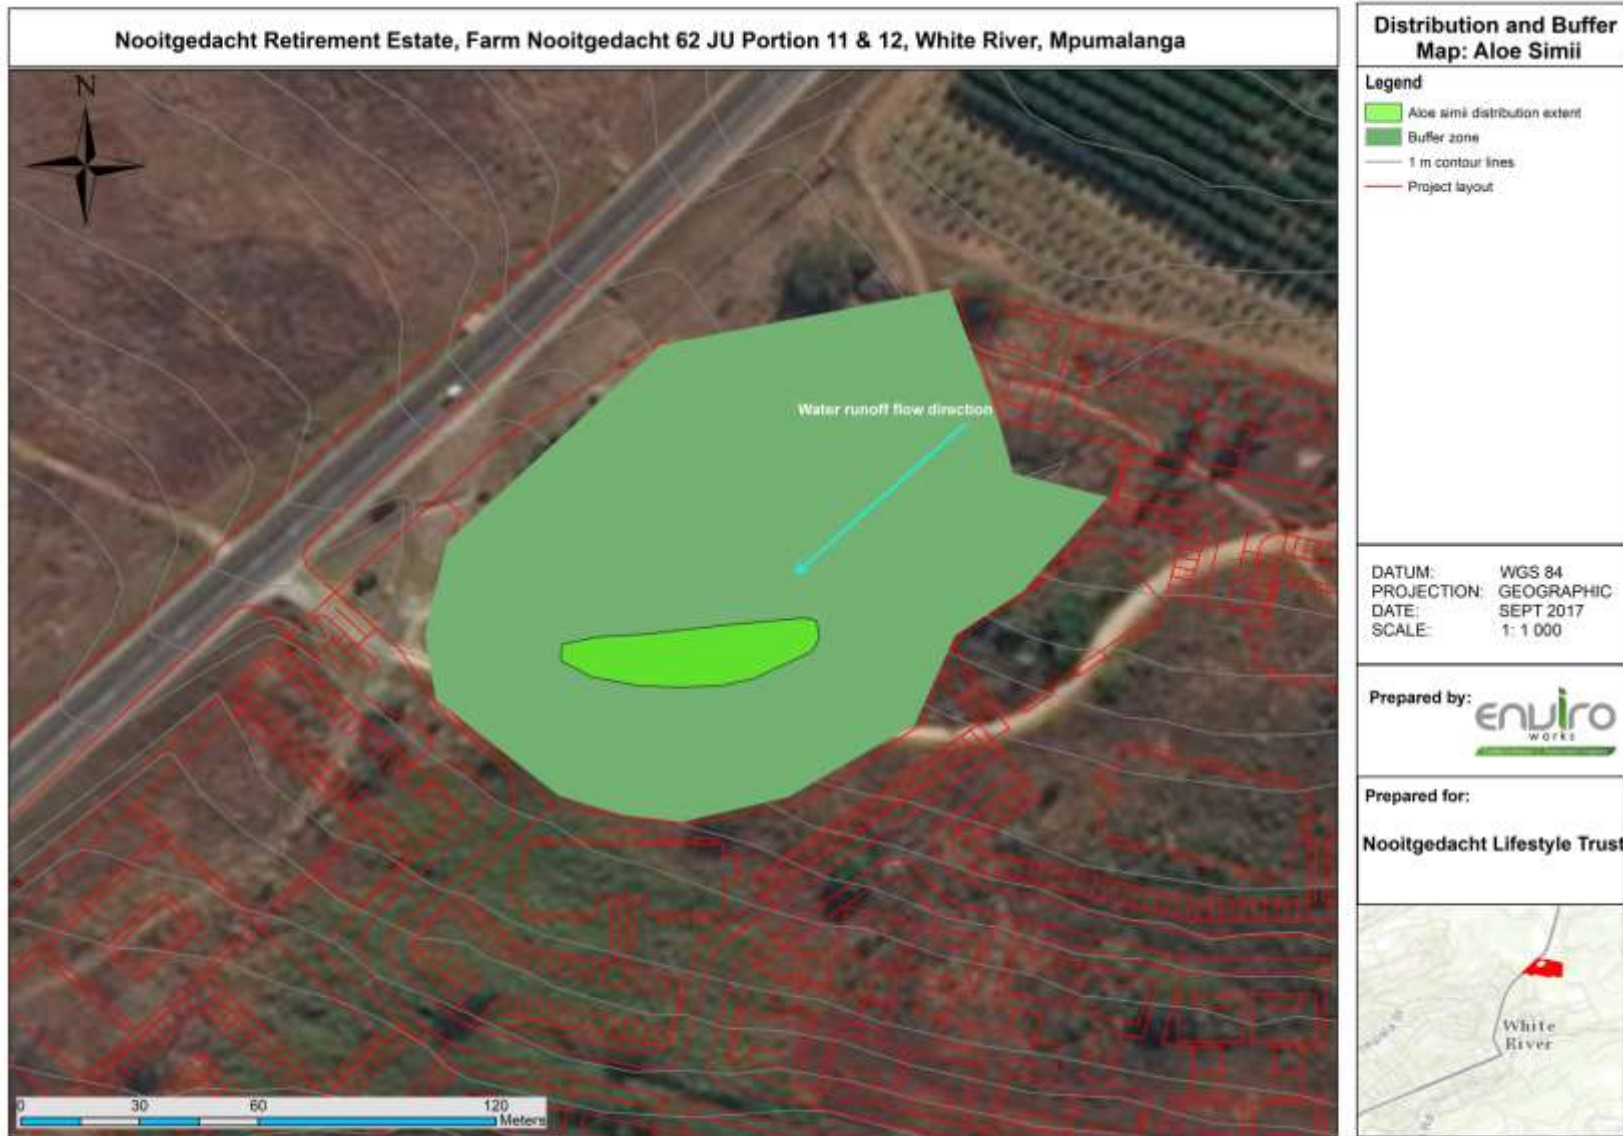 Nooitgedacht Retirement Estate, Farm Nooitgedacht 62 JU Portion 11 & 12, White River, Mpumalanga
N
Water runoff flow direction
0 30 60 120
Meters
Distribution and Buffer
Map: Aloe Simii
Legend
Aloe simii distribution extent
Buffer zone
1 m contour lines
Project layout
DATUM: WGS 84
PROJECTION: GEOGRAPHIC
DATE: SEPT 2017
SCALE: 1: 1 000
Prepared by:
enviro
works
Prepared for:
Nooitgedacht Lifestyle Trust
White
River